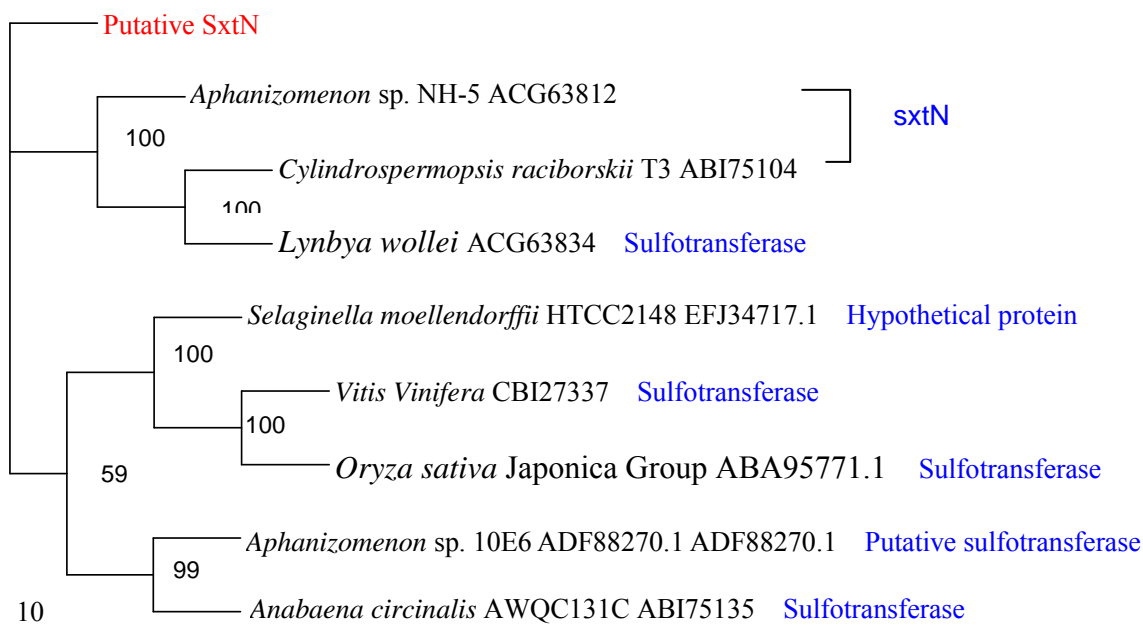 Putative SxtN
Aphanizomenon sp. NH-5 ACG63812
sxtN
100
Cylindrospermopsis raciborskii T3 ABI75104
100
Lynbya wollei ACG63834 Sulfotransferase
Selaginella moellendorffii HTCC2148 EFJ34717.1 Hypothetical protein
100
Vitis Vinifera CBI27337 Sulfotransferase
100
Oryza sativa Japonica Group ABA95771.1 Sulfotransferase
59
Aphanizomenon sp. 10E6 ADF88270.1 ADF88270.1 Putative sulfotransferase
99
Anabaena circinalis AWQC131C ABI75135 Sulfotransferase
10